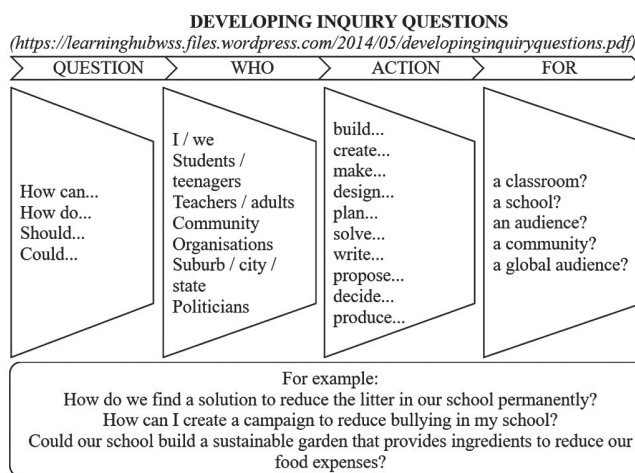 DEVELOPING INQUIRY QUESTIONS
(https://learninghubwss.files.wordpress.com/2014/05/developinginquiryquestions.pdf)
QUESTION
WHO
ACTION
FOR
How can...
How do...
Should...
Could...
I / we
Students /
teenagers
Teachers / adults
Community
Organisations
Suburb / city /
state
Politicians
build...
create...
make...
design...
plan...
solve...
write...
propose...
decide...
produce...
a classroom?
a school?
an audience?
a community?
a global audience?
For example:
How do we find a solution to reduce the litter in our school permanently?
How can I create a campaign to reduce bullying in my school?
Could our school build a sustainable garden that provides ingredients to reduce our
food expenses?